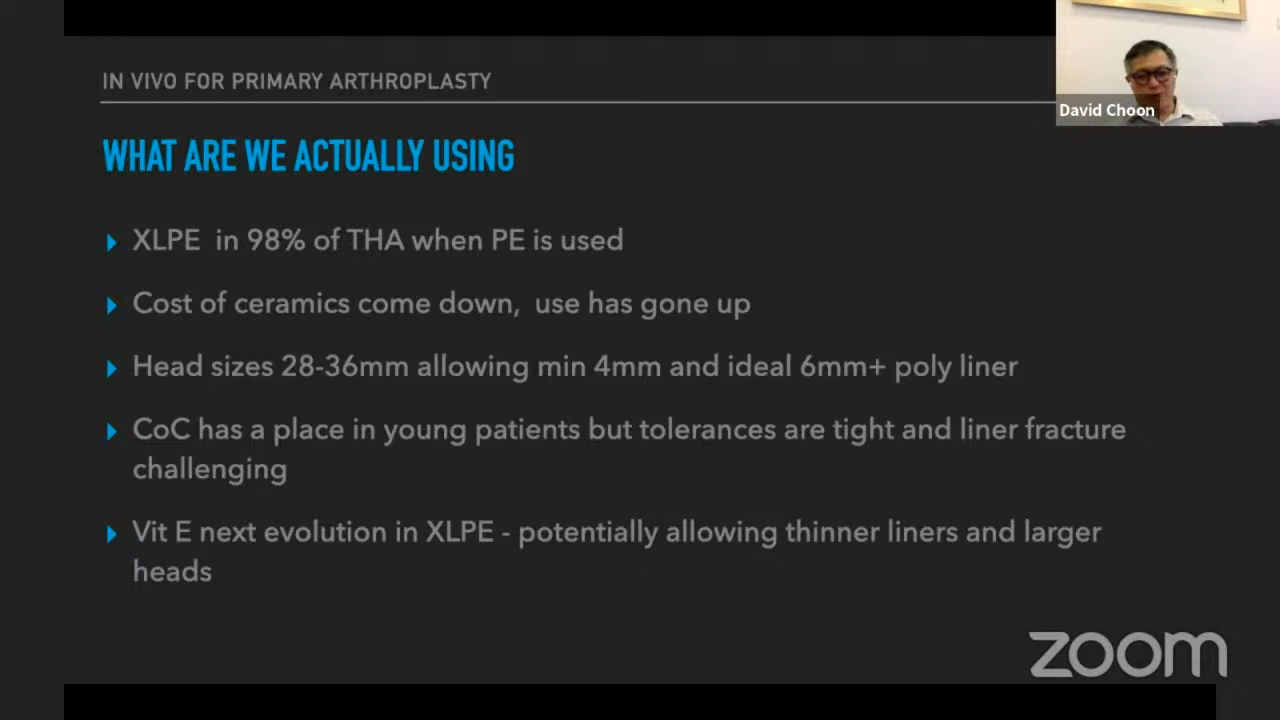 IN VIVO FOR PRIMARY ARTHROPLASTY
David Choon
WHAT ARE WE ACTUALLY USING
XLPE in 98% of THA when PE is used
Cost of ceramics come down, use has gone up
Head sizes 28-36mm allowing min 4mm and ideal 6mm+ poly liner
CoC has a place in young patients but tolerances are tight and liner fracture
challenging
Vit E next evolution in XLPE - potentially allowing thinner liners and larger
heads
zoom